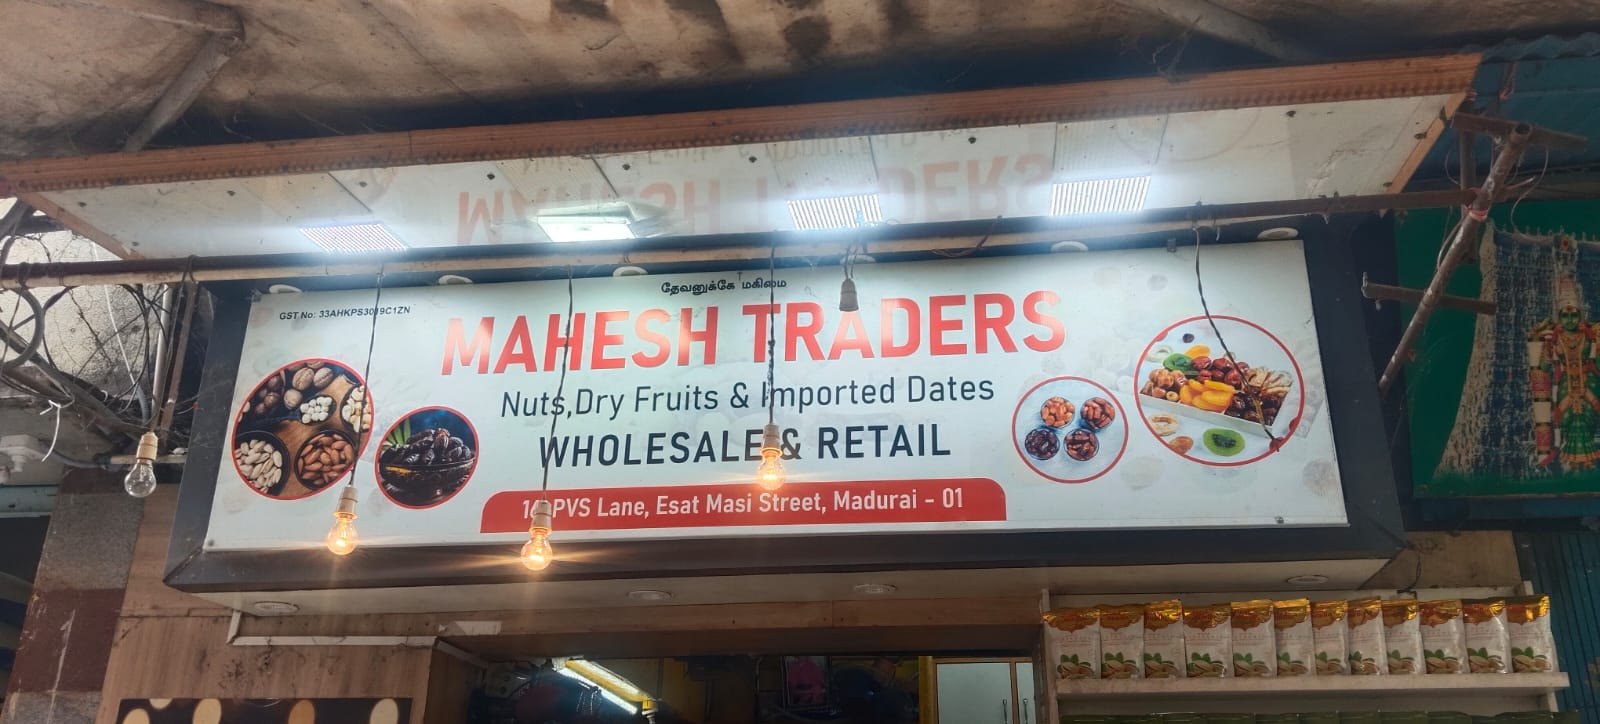 தேவனுக்கே மகிமை
GST No: 33AHKPS3019C1ZN
MAHESH TRADERS
Nuts,Dry Fruits & Imported Dates
WHOLESALE & RETAIL
PVS Lane, Esat Masi Street, Madurai - 01